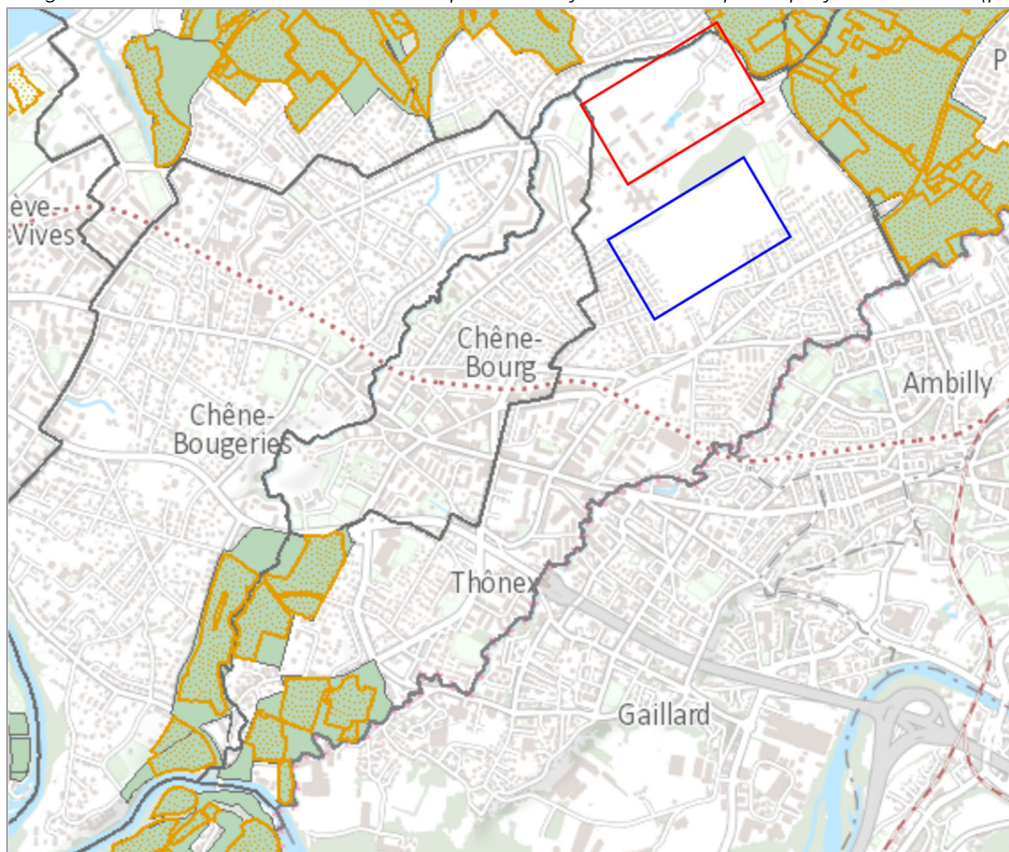 P
ève-
Vives
Chêne-
Bourg
Ambilly
Chêne-
Bougeries
Thônex
Gaillard